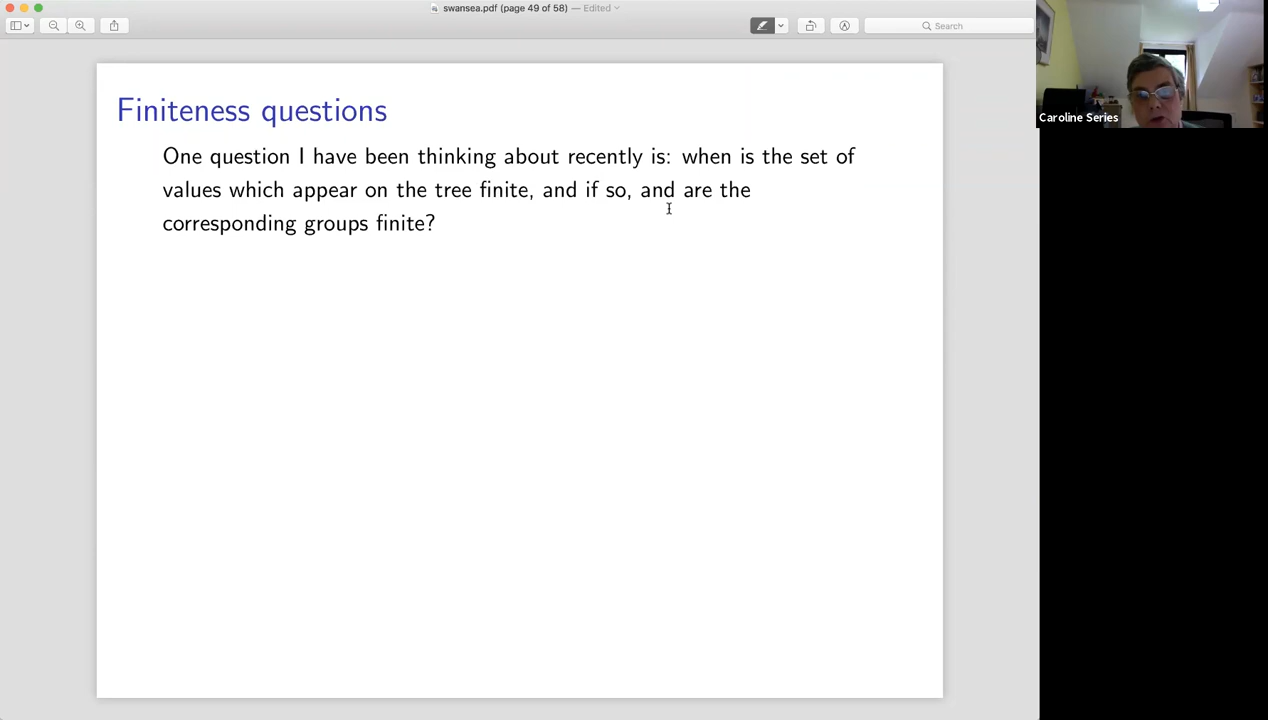 swansea.pdf (page 49 of 58) — Edited
Search
Caroline Series
Finiteness questions
One question I have been thinking about recently is: when is the set of
values which appear on the tree finite, and if so, and are the
corresponding groups finite?